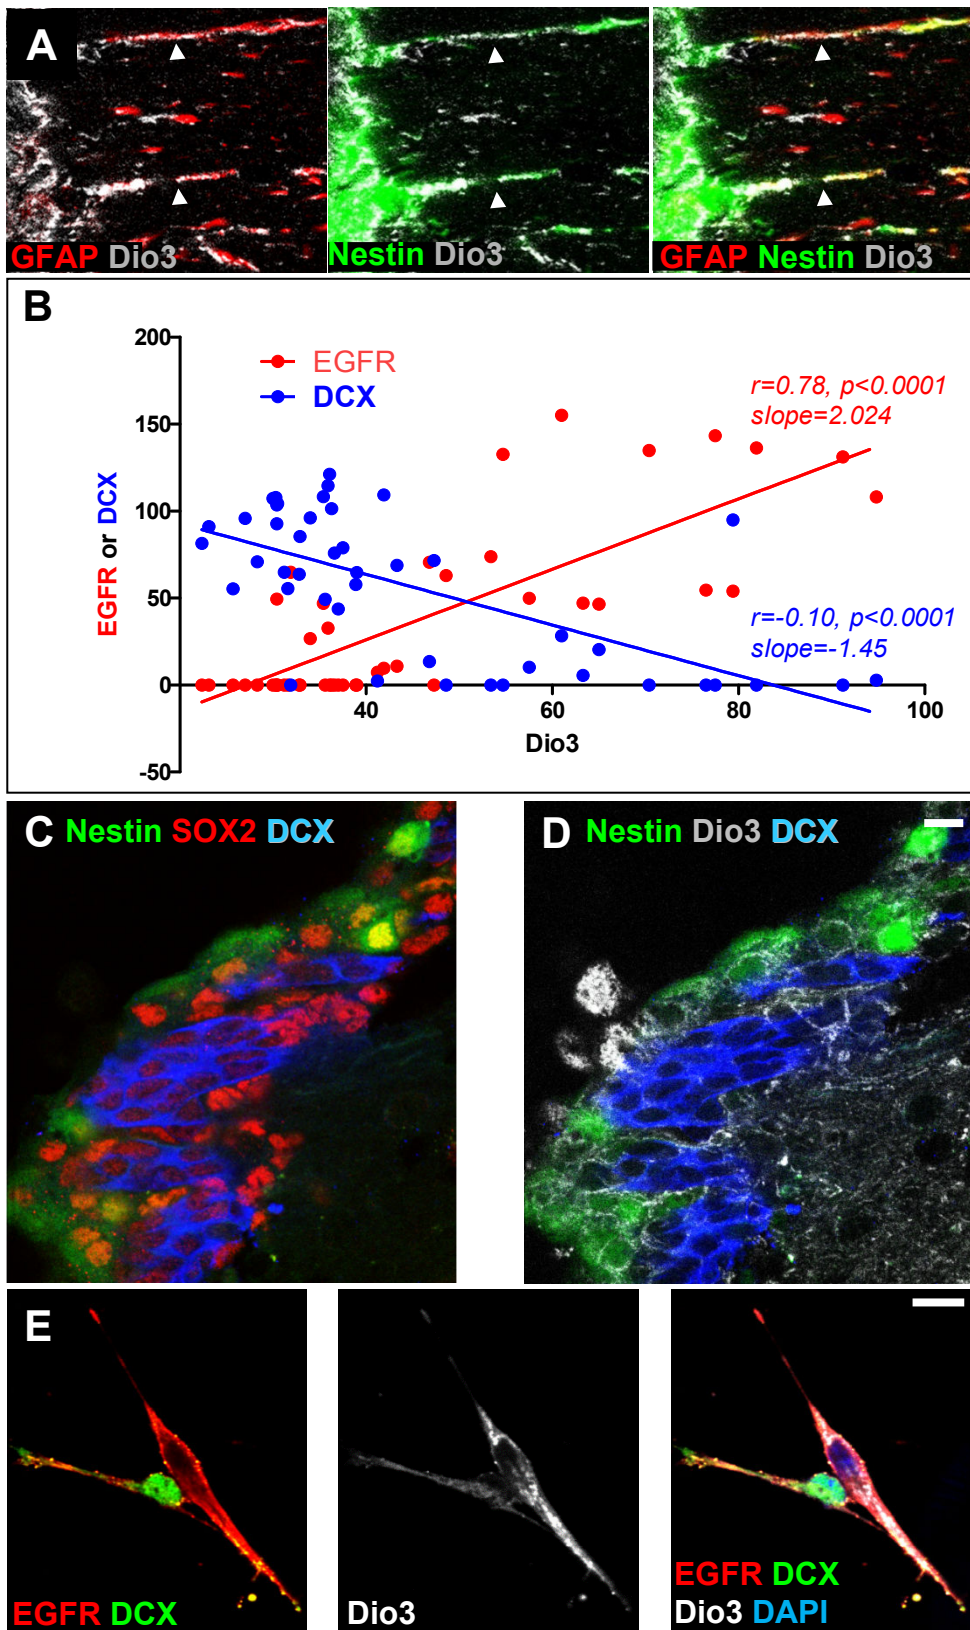 A
GFAP Dio3
Nestin Dio3
GFAP Nestin Dio3
B
200
150
100
50
0
-50
40
60
80
100
EGFR or DCX
Dio3
EGFR
DCX
r=0.78, p<0.0001
slope=2.024
r=-0.10, p<0.0001
slope=-1.45
C Nestin SOX2 DCX
D Nestin Dio3 DCX
E
EGFR DCX
Dio3
EGFR DCX
Dio3 DAPI